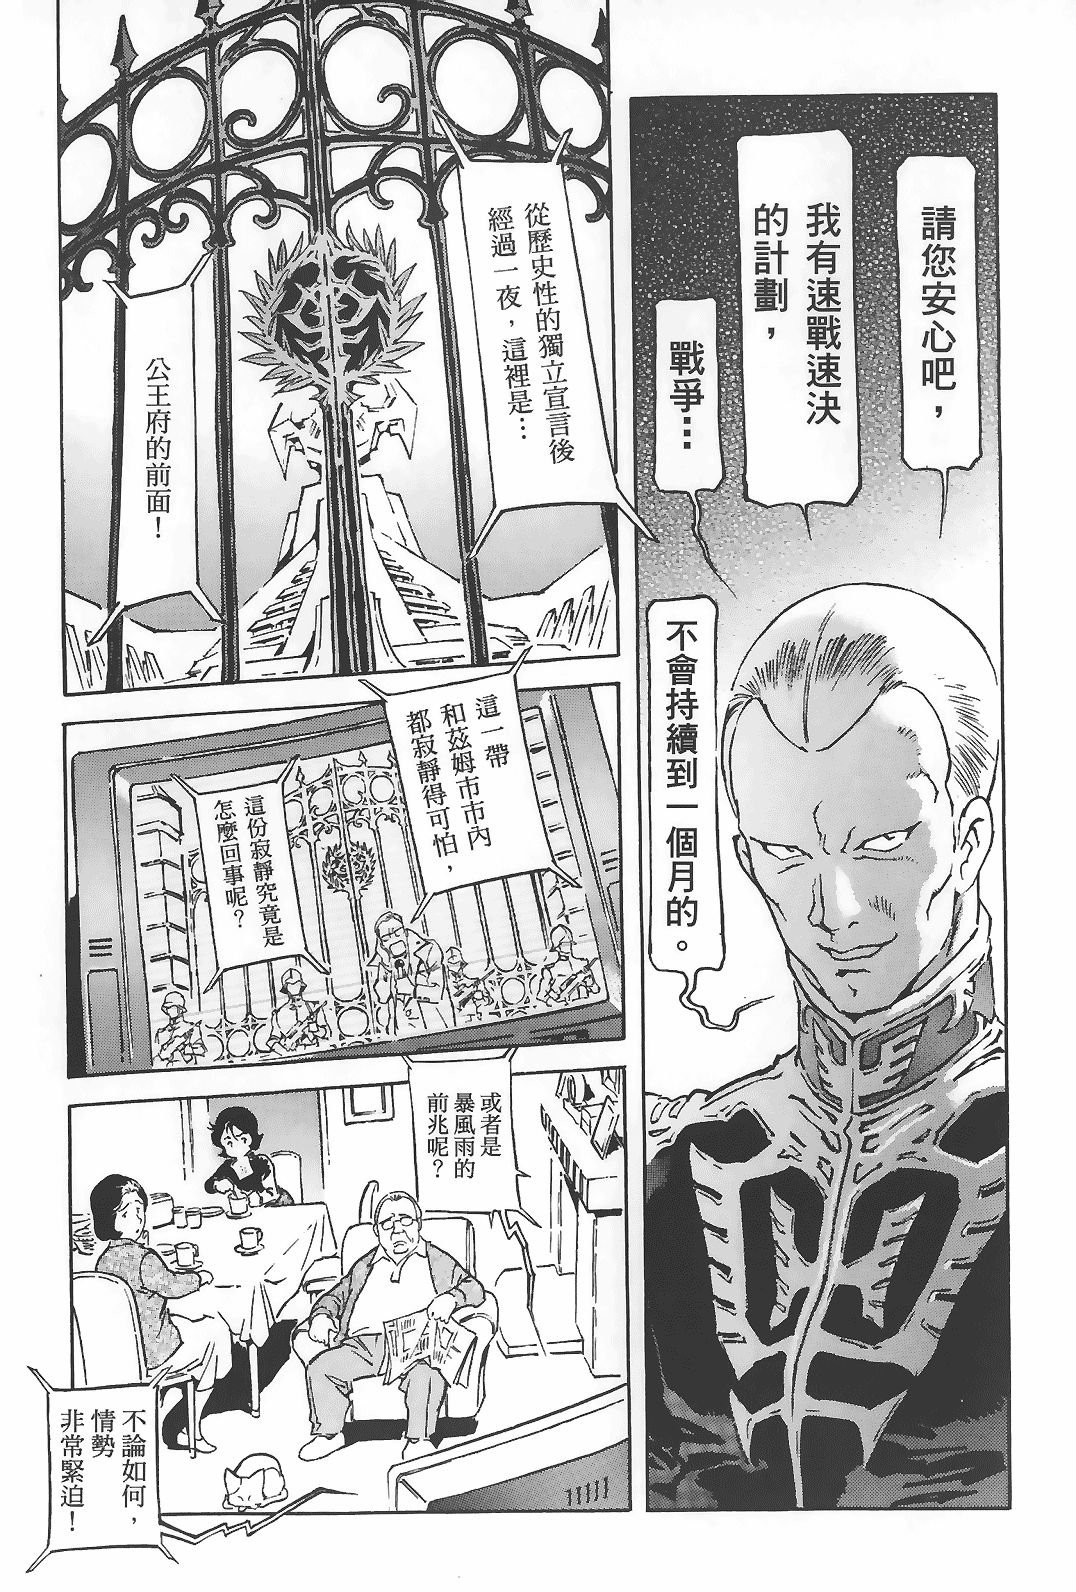 請您安心吧，
我有速戰速決
的計劃，
戰爭…
不會持續到一個月的。
從歷史性的獨立宣言後
經過一夜，這裡是…
公王府的前面！
這一帶
和茲姆市市內
都寂靜得可怕，
這份寂靜究竟是
怎麼回事呢？
或者是
暴風雨的
前兆呢？
不論如何，
情勢
非常緊迫！